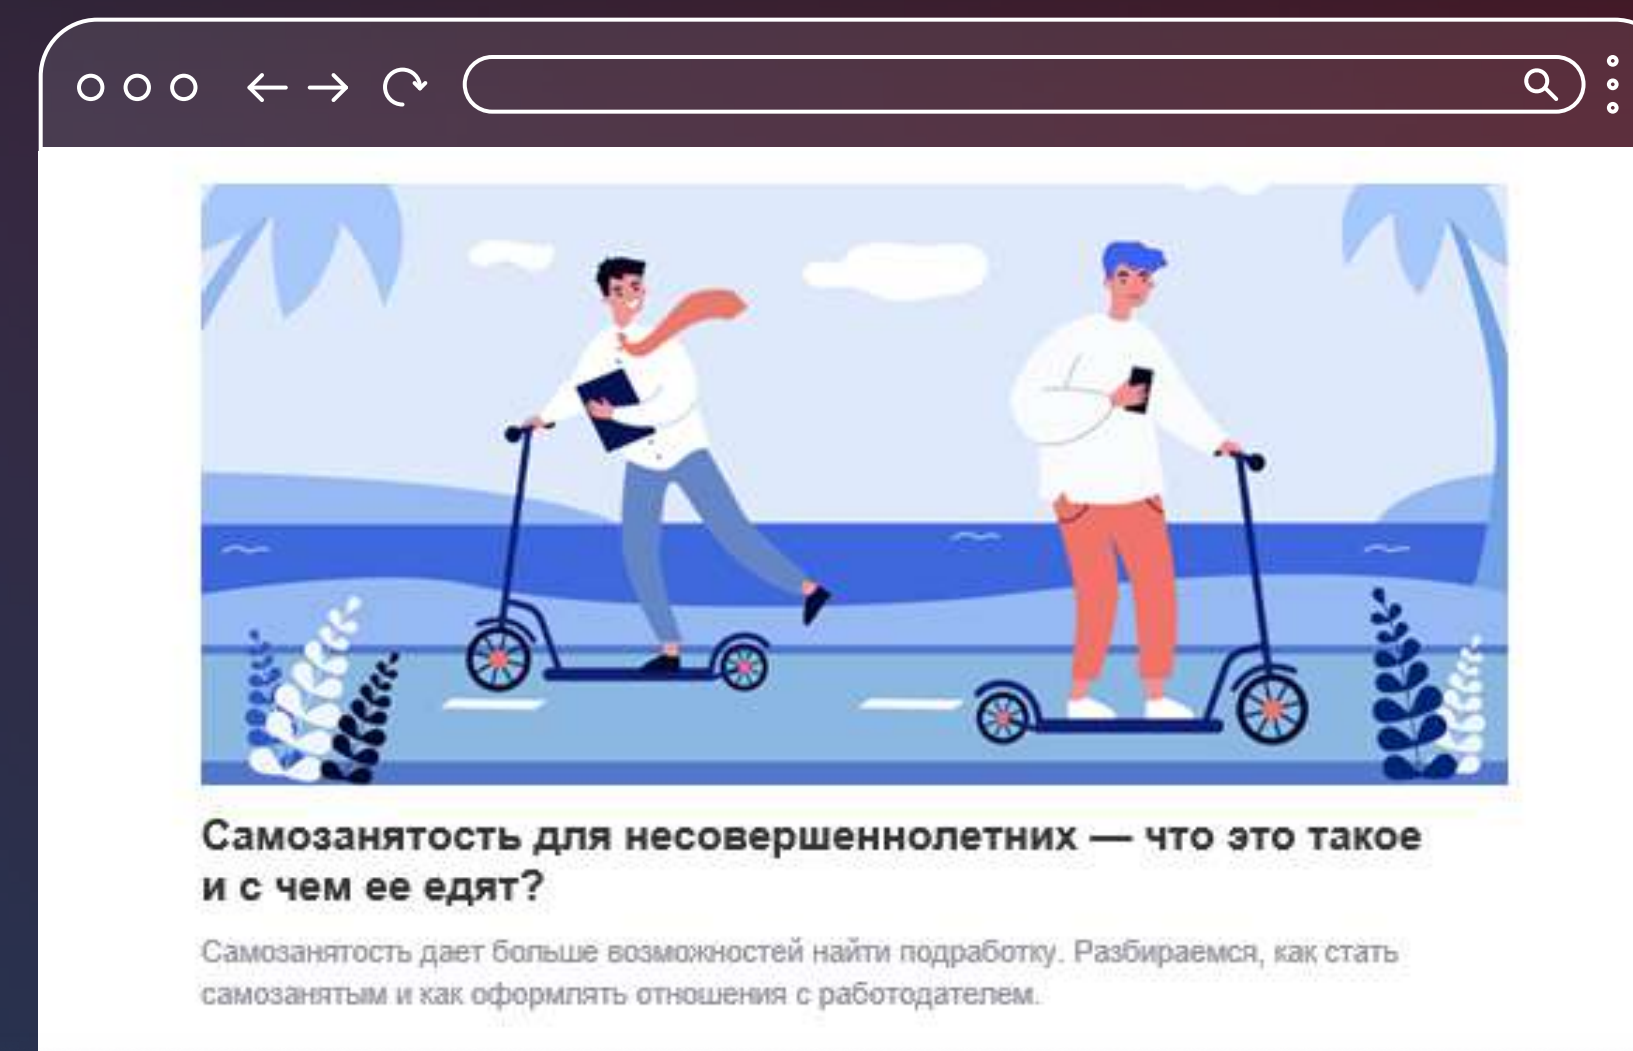 Самозанятость для несовершеннолетних — что это такое
и с чем ее едят?
Самозанятость дает больше возможностей найти подработку. Разбираемся, как стать
самозанятым и как оформлять отношения с работодателем.